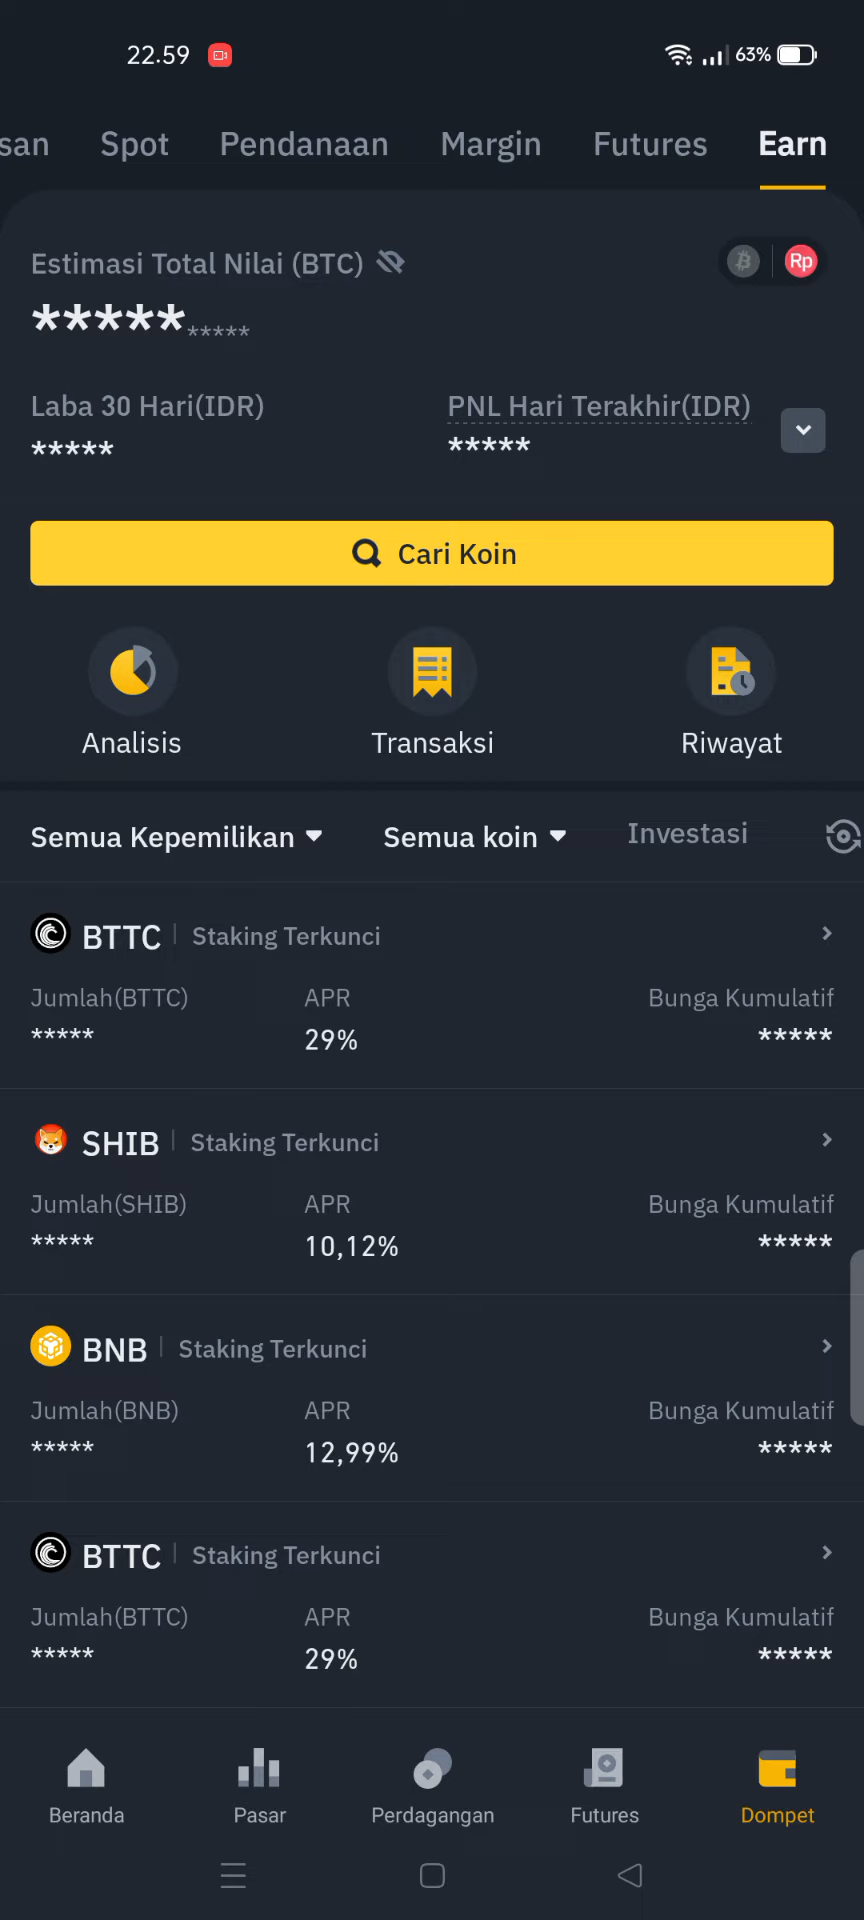 22.59 63%
san Spot Pendanaan Margin Futures Earn
Estimasi Total Nilai (BTC) Rp
***** *****
Laba 30 Hari(IDR) PNL Hari Terakhir(IDR)
***** *****
Cari Koin
Analisis Transaksi Riwayat
Semua Kepemilikan Semua koin Investasi
BTTC Staking Terkunci
Jumlah(BTTC) APR Bunga Kumulatif
***** 29% *****
SHIB Staking Terkunci
Jumlah(SHIB) APR Bunga Kumulatif
***** 10,12% *****
BNB Staking Terkunci
Jumlah(BNB) APR Bunga Kumulatif
***** 12,99% *****
BTTC Staking Terkunci
Jumlah(BTTC) APR Bunga Kumulatif
***** 29% *****
Beranda Pasar Perdagangan Futures Dompet